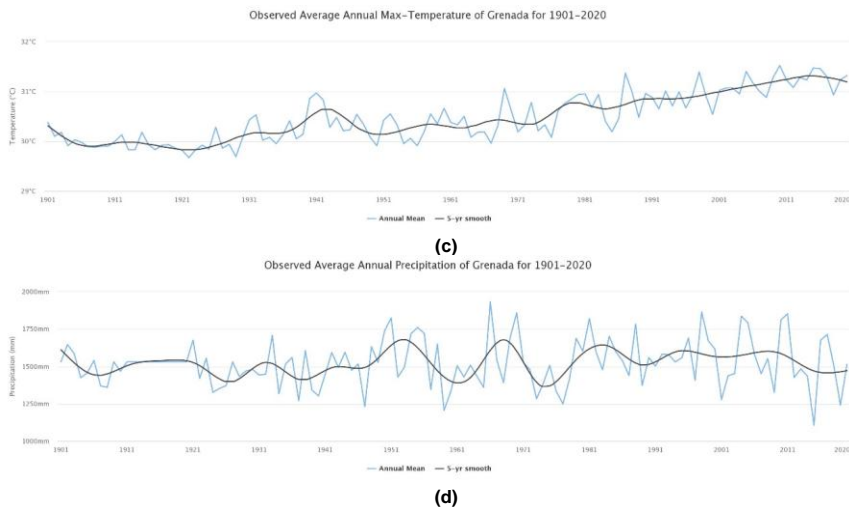 Observed Average Annual Max-Temperature of Grenada for 1901-2020
32°C
31°C
30°C
29°C
Temperature (°C)
1901 1911 1921 1931 1941 1951 1961 1971 1981 1991 2001 2011 2020
Annual Mean 5-yr smooth
(c)
Observed Average Annual Precipitation of Grenada for 1901-2020
2000mm
1750mm
1500mm
1250mm
1000mm
Precipitation (mm)
1901 1911 1921 1931 1941 1951 1961 1971 1981 1991 2001 2011 2020
Annual Mean 5-yr smooth
(d)